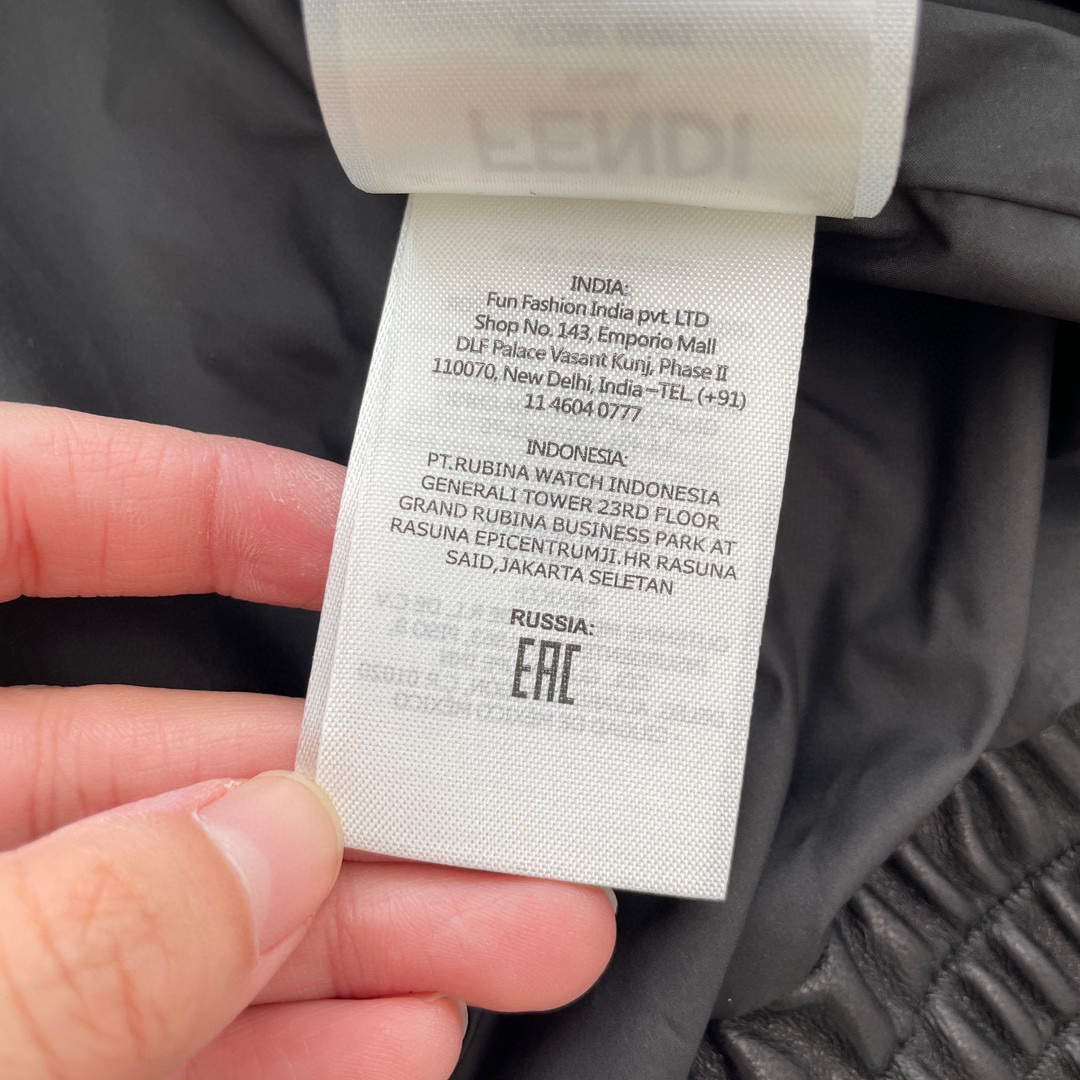 FENDI
INDIA:
Fun Fashion India pvt. LTD
Shop No. 143, Emporio Mall
DLF Palace Vasant Kunj, Phase II
110070, New Delhi, India –TEL. (+91)
11 4604 0777
INDONESIA:
PT.RUBINA WATCH INDONESIA
GENERALI TOWER 23RD FLOOR
GRAND RUBINA BUSINESS PARK AT
RASUNA EPICENTRUMJI.HR RASUNA
SAID,JAKARTA SELETAN
RUSSIA:
EAC